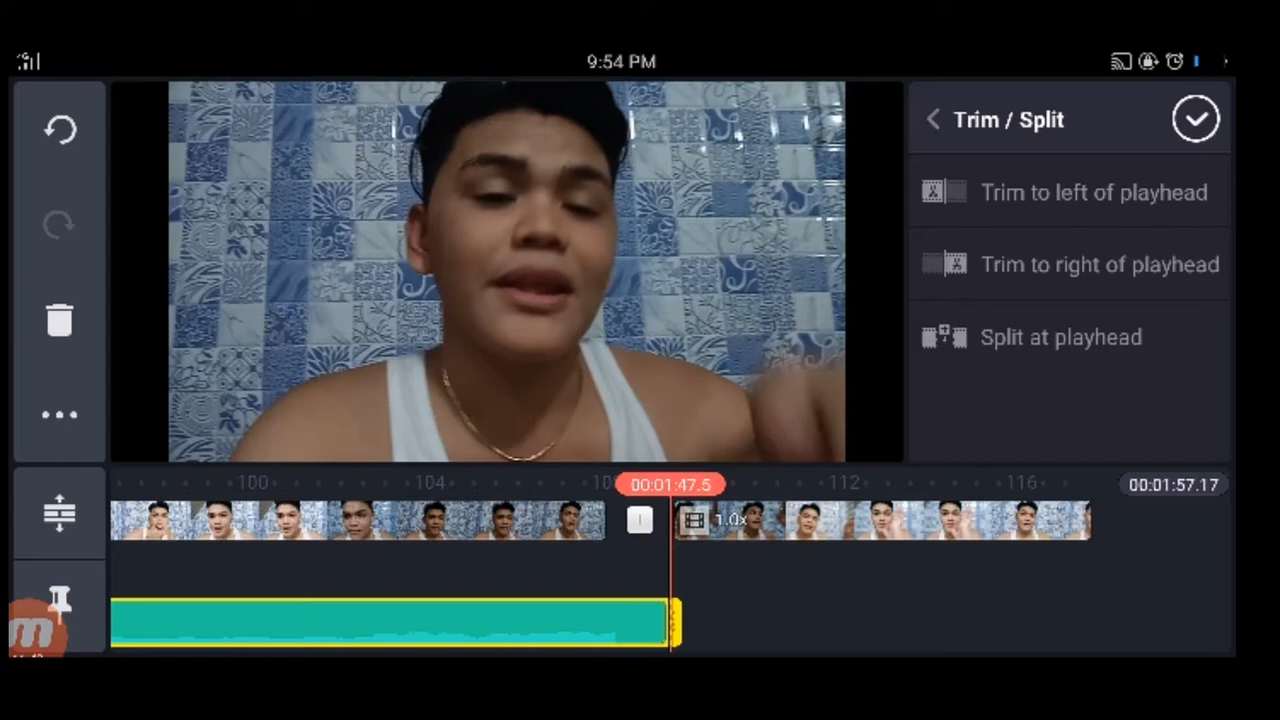 9:54 PM
Trim / Split
Trim to left of playhead
Trim to right of playhead
Split at playhead
100
104
112
116
00:01:47.5
00:01:57.17
1.0x
m